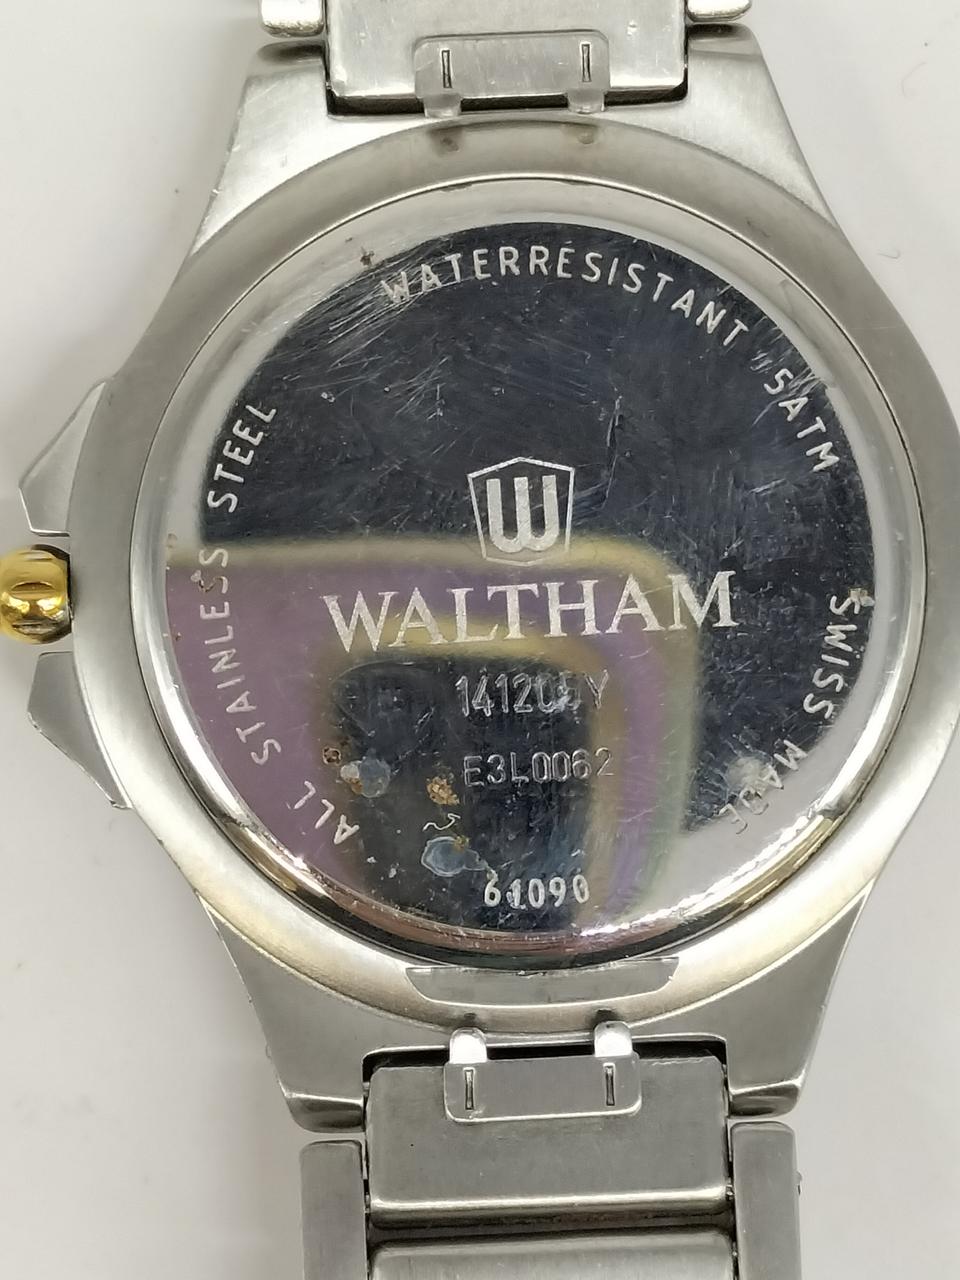 WATERRESISTANT 5ATM
SWISS MADE
ALL STAINLESS STEEL
W
WALTHAM
E3L0062
61090